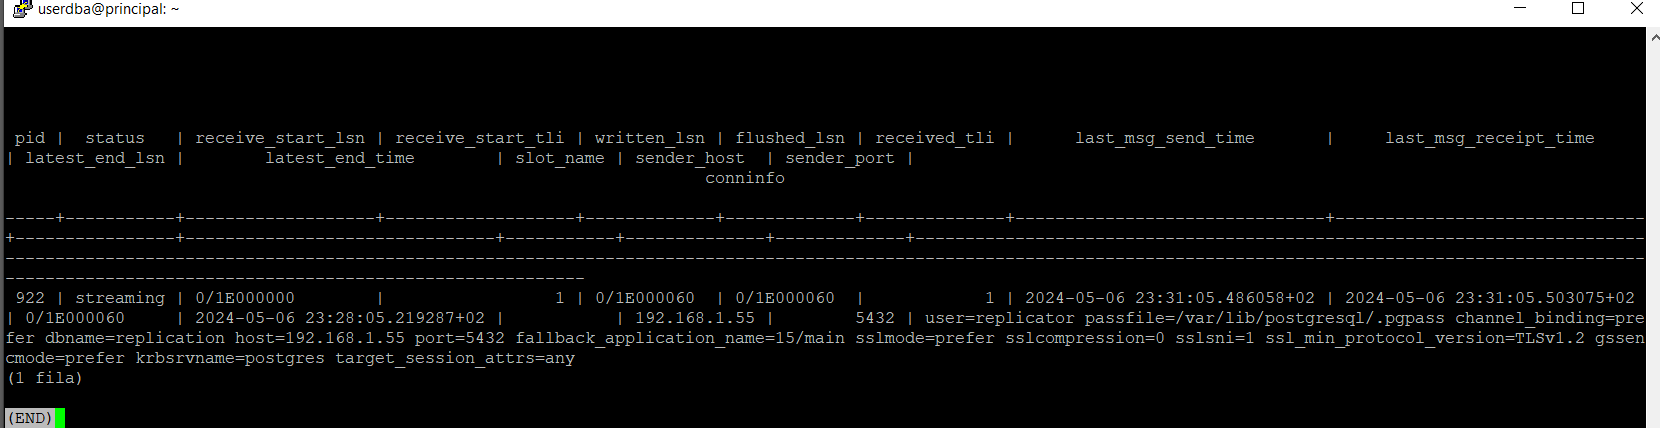 userdba@principal: ~
pid | status | receive_start_lsn | receive_start_tli | written_lsn | flushed_lsn | received_tli | last_msg_send_time | last_msg_receipt_time
| latest_end_lsn | latest_end_time | slot_name | sender_host | sender_port |
conninfo
-----+-----------+-------------------+-------------------+-------------+-------------+--------------+-------------------------------+-------------------------------
+----------------+-------------------------------+-----------+--------------+-------------+-------------------------------------------------------------------------
--------------------------------------------------------------------------------------------------------------------------------------------------------------------
----------------------------------------------------------
922 | streaming | 0/1E000000 | 1 | 0/1E000060 | 0/1E000060 | 1 | 2024-05-06 23:31:05.486058+02 | 2024-05-06 23:31:05.503075+02
| 0/1E000060 | 2024-05-06 23:28:05.219287+02 | | 192.168.1.55 | 5432 | user=replicator passfile=/var/lib/postgresql/.pgpass channel_binding=pre
fer dbname=replication host=192.168.1.55 port=5432 fallback_application_name=15/main sslmode=prefer sslcompression=0 sslsni=1 ssl_min_protocol_version=TLSv1.2 gssen
cmode=prefer krbsrvname=postgres target_session_attrs=any
(1 fila)
(END)